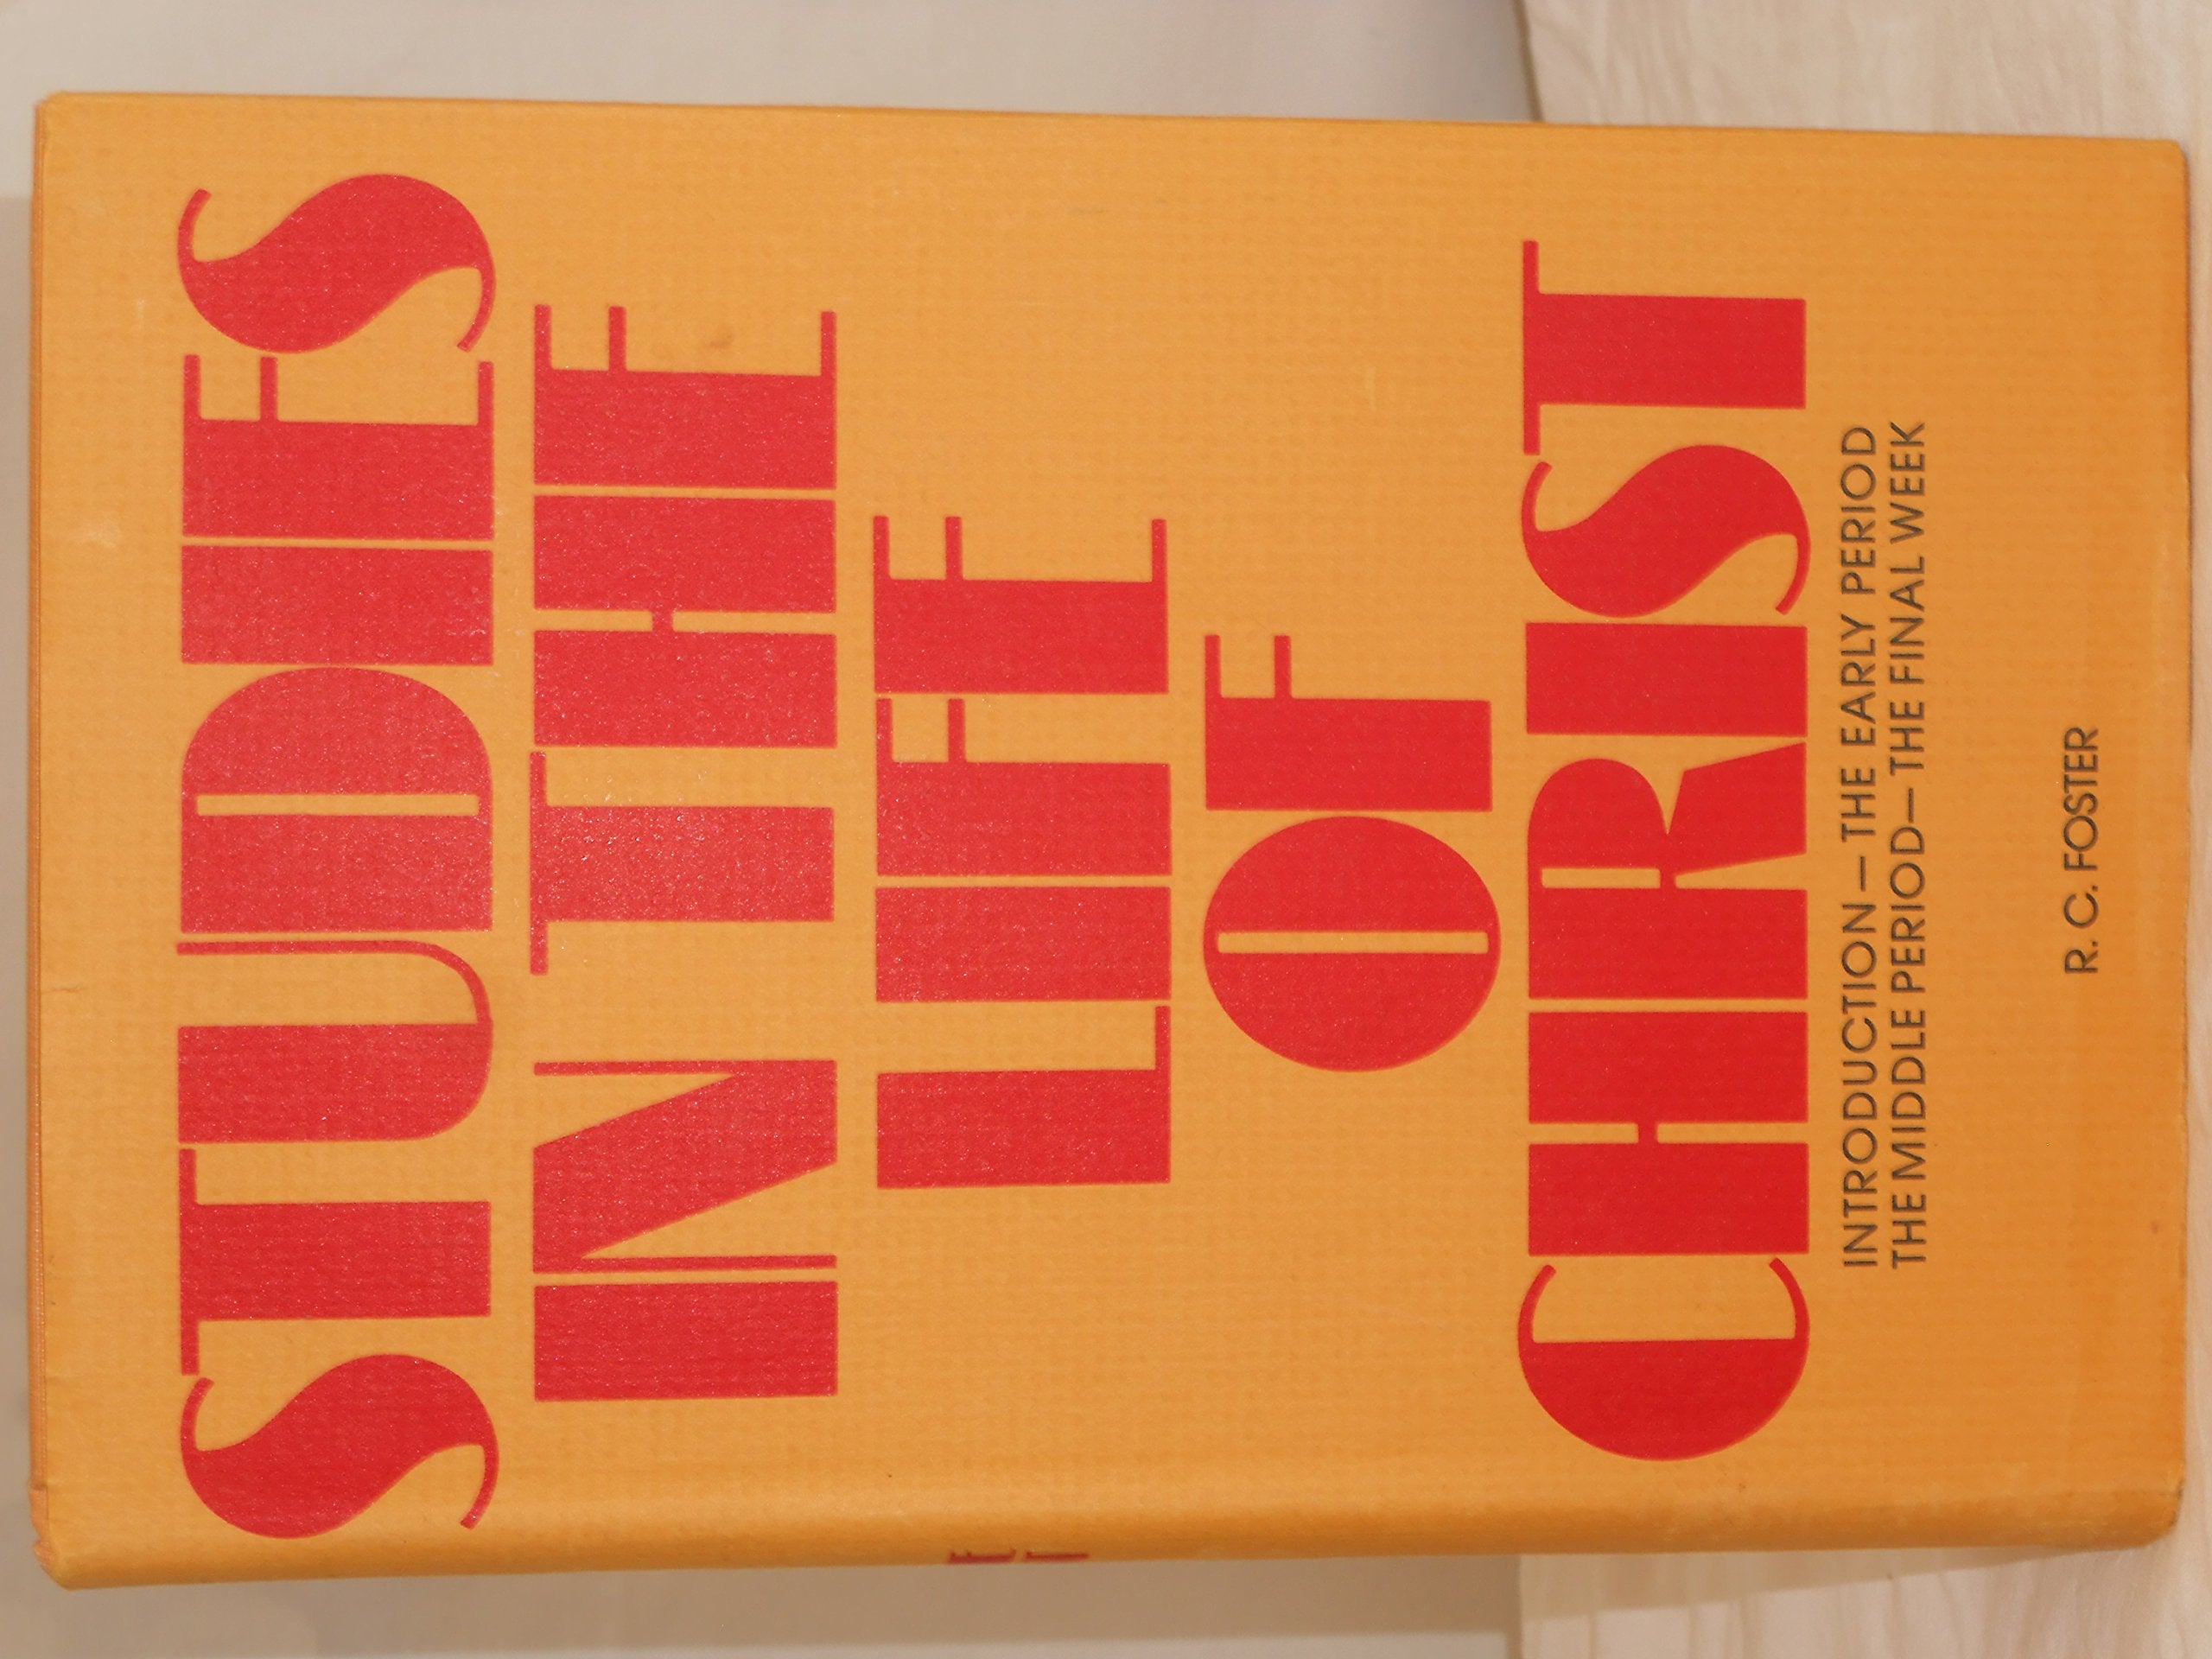 STUDIES
IN THE
LIFE
OF
CHRIST
INTRODUCTION — THE EARLY PERIOD
THE MIDDLE PERIOD — THE FINAL WEEK
R. C. FOSTER